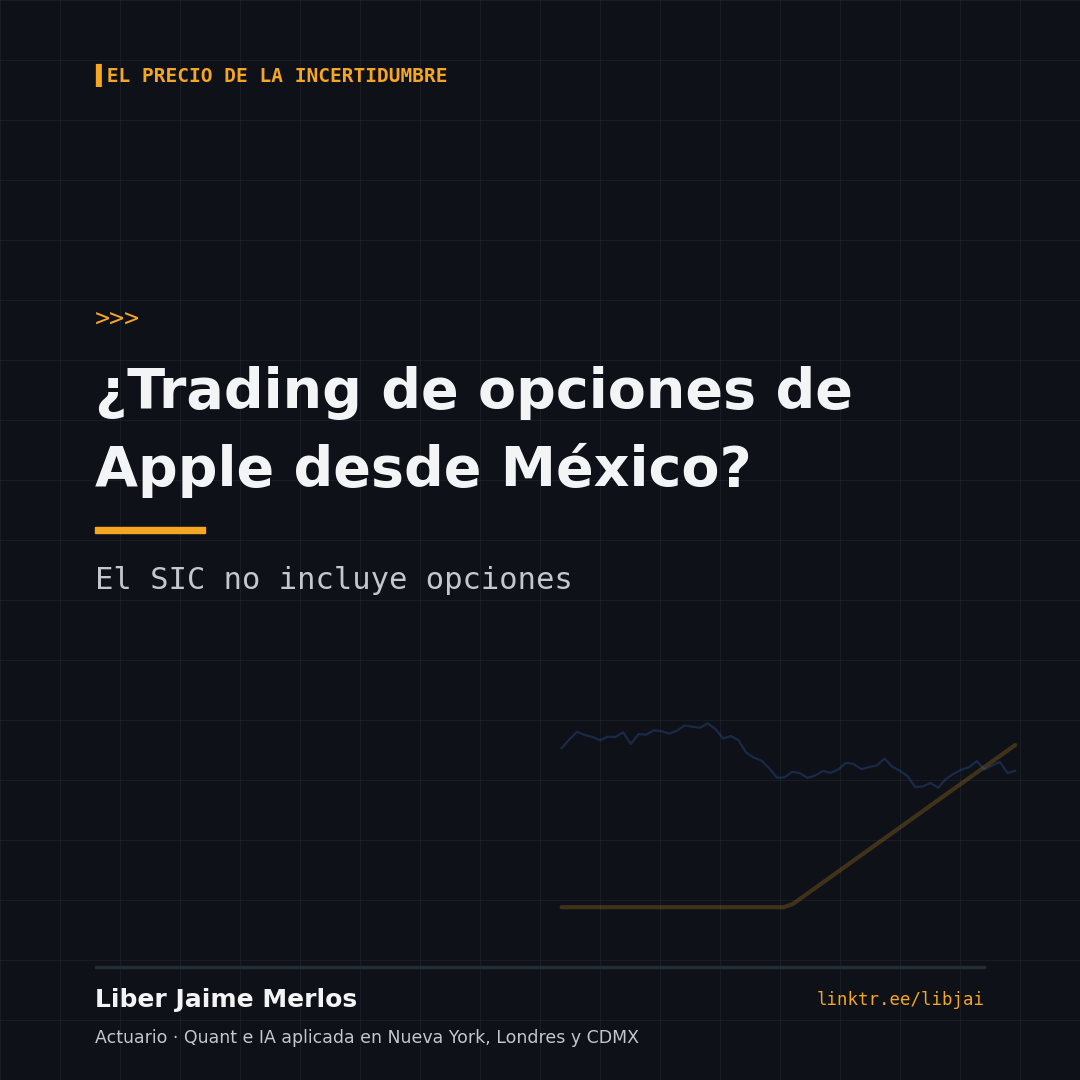 EL PRECIO DE LA INCERTIDUMBRE
>>>
¿Trading de opciones de
Apple desde México?
El SIC no incluye opciones
Liber Jaime Merlos
linktr.ee/libjai
Actuario · Quant e IA aplicada en Nueva York, Londres y CDMX